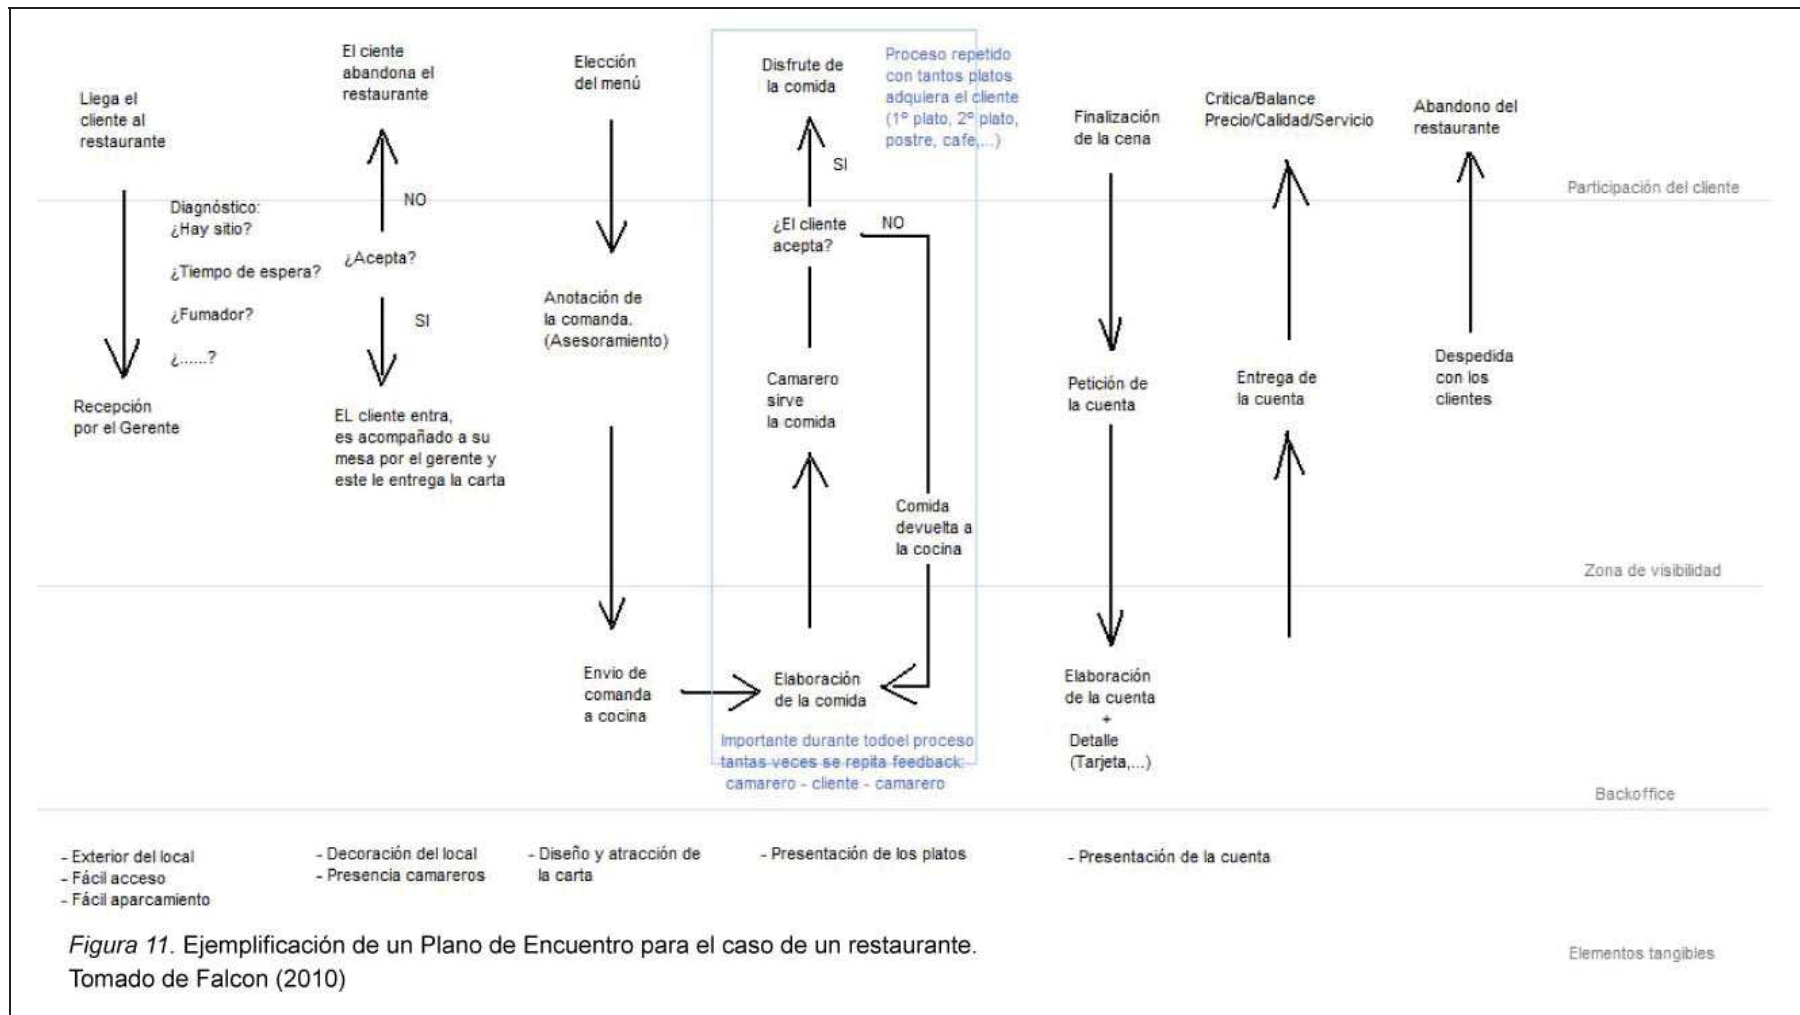 Llega el
cliente al
restaurante
Diagnóstico:
¿Hay sitio?
¿Tiempo de espera?
¿Fumador?
¿......?
Recepción
por el Gerente
El ciente
abandona el
restaurante
NO
¿Acepta?
SI
EL cliente entra,
es acompañado a su
mesa por el gerente y
este le entrega la carta
Elección
del menú
Anotación de
la comanda.
(Asesoramiento)
Envio de
comanda
a cocina
Disfrute de
la comida
Proceso repetido
con tantos platos
adquiera el cliente
(1º plato, 2º plato,
postre, cafe,...)
SI
¿El cliente
acepta?
NO
Camarero
sirve
la comida
Comida
devuelta a
la cocina
Elaboración
de la comida
Importante durante todoel proceso
tantas veces se repita feedback:
camarero - cliente - camarero
Finalización
de la cena
Petición de
la cuenta
Elaboración
de la cuenta
+
Detalle
(Tarjeta,...)
Critica/Balance
Precio/Calidad/Servicio
Entrega de
la cuenta
Abandono del
restaurante
Despedida
con los
clientes
Participación del cliente
Zona de visibilidad
Backoffice
- Exterior del local
- Fácil acceso
- Fácil aparcamiento
- Decoración del local
- Presencia camareros
- Diseño y atracción de
la carta
- Presentación de los platos
- Presentación de la cuenta
Elementos tangibles
Figura 11. Ejemplificación de un Plano de Encuentro para el caso de un restaurante.
Tomado de Falcon (2010)